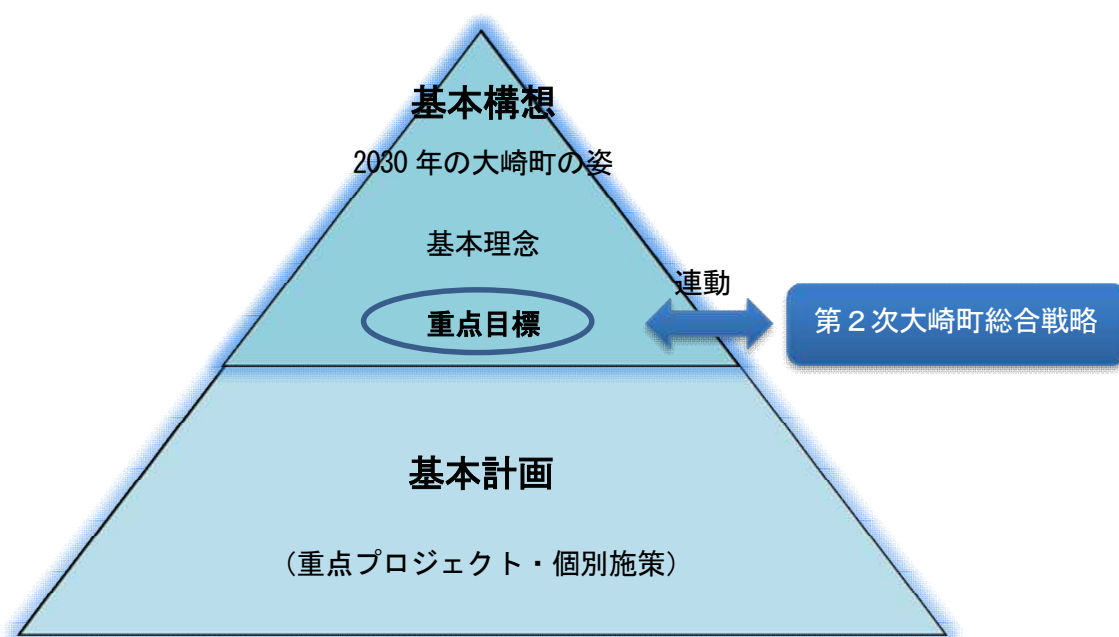 基本構想
2030 年の大崎町の姿
基本理念
連動
重点目標
第２次大崎町総合戦略
基本計画
（重点プロジェクト・個別施策）